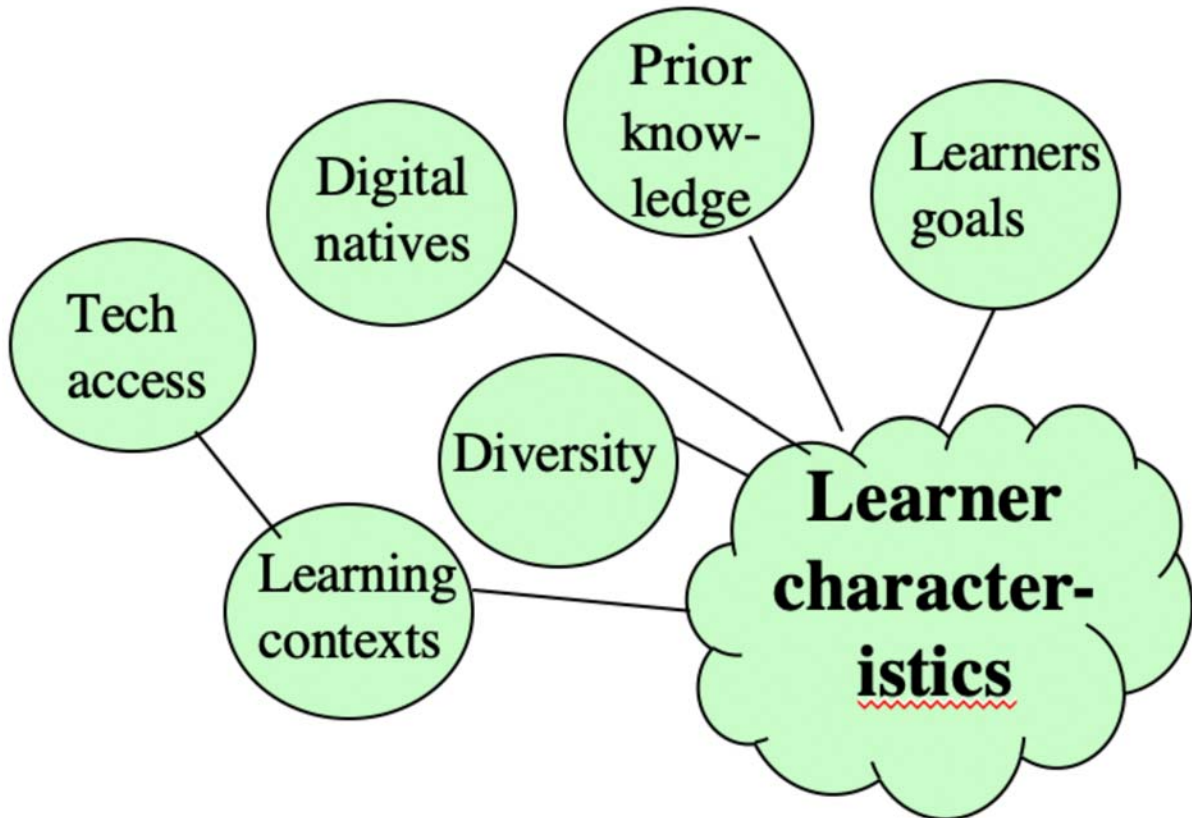 Prior
know-
ledge
Learners
goals
Digital
natives
Tech
access
Diversity
Learning
contexts
Learner
character-
istics